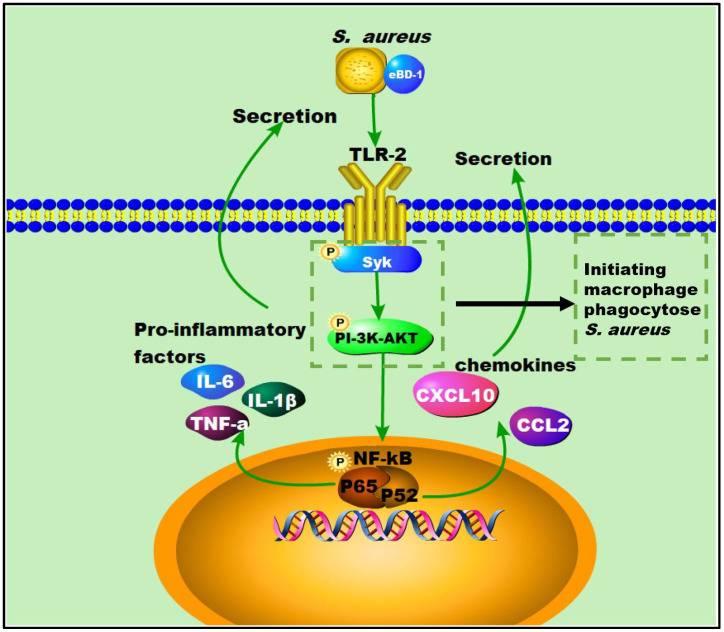 S. aureus
eBD-1
Secretion
TLR-2
Secretion
P
Syk
Initiating
macrophage
phagocytose
S. aureus
P
PI-3K-AKT
Pro-inflammatory
factors
chemokines
IL-6
IL-1β
TNF-a
CXCL10
CCL2
P
NF-kB
P65
P52